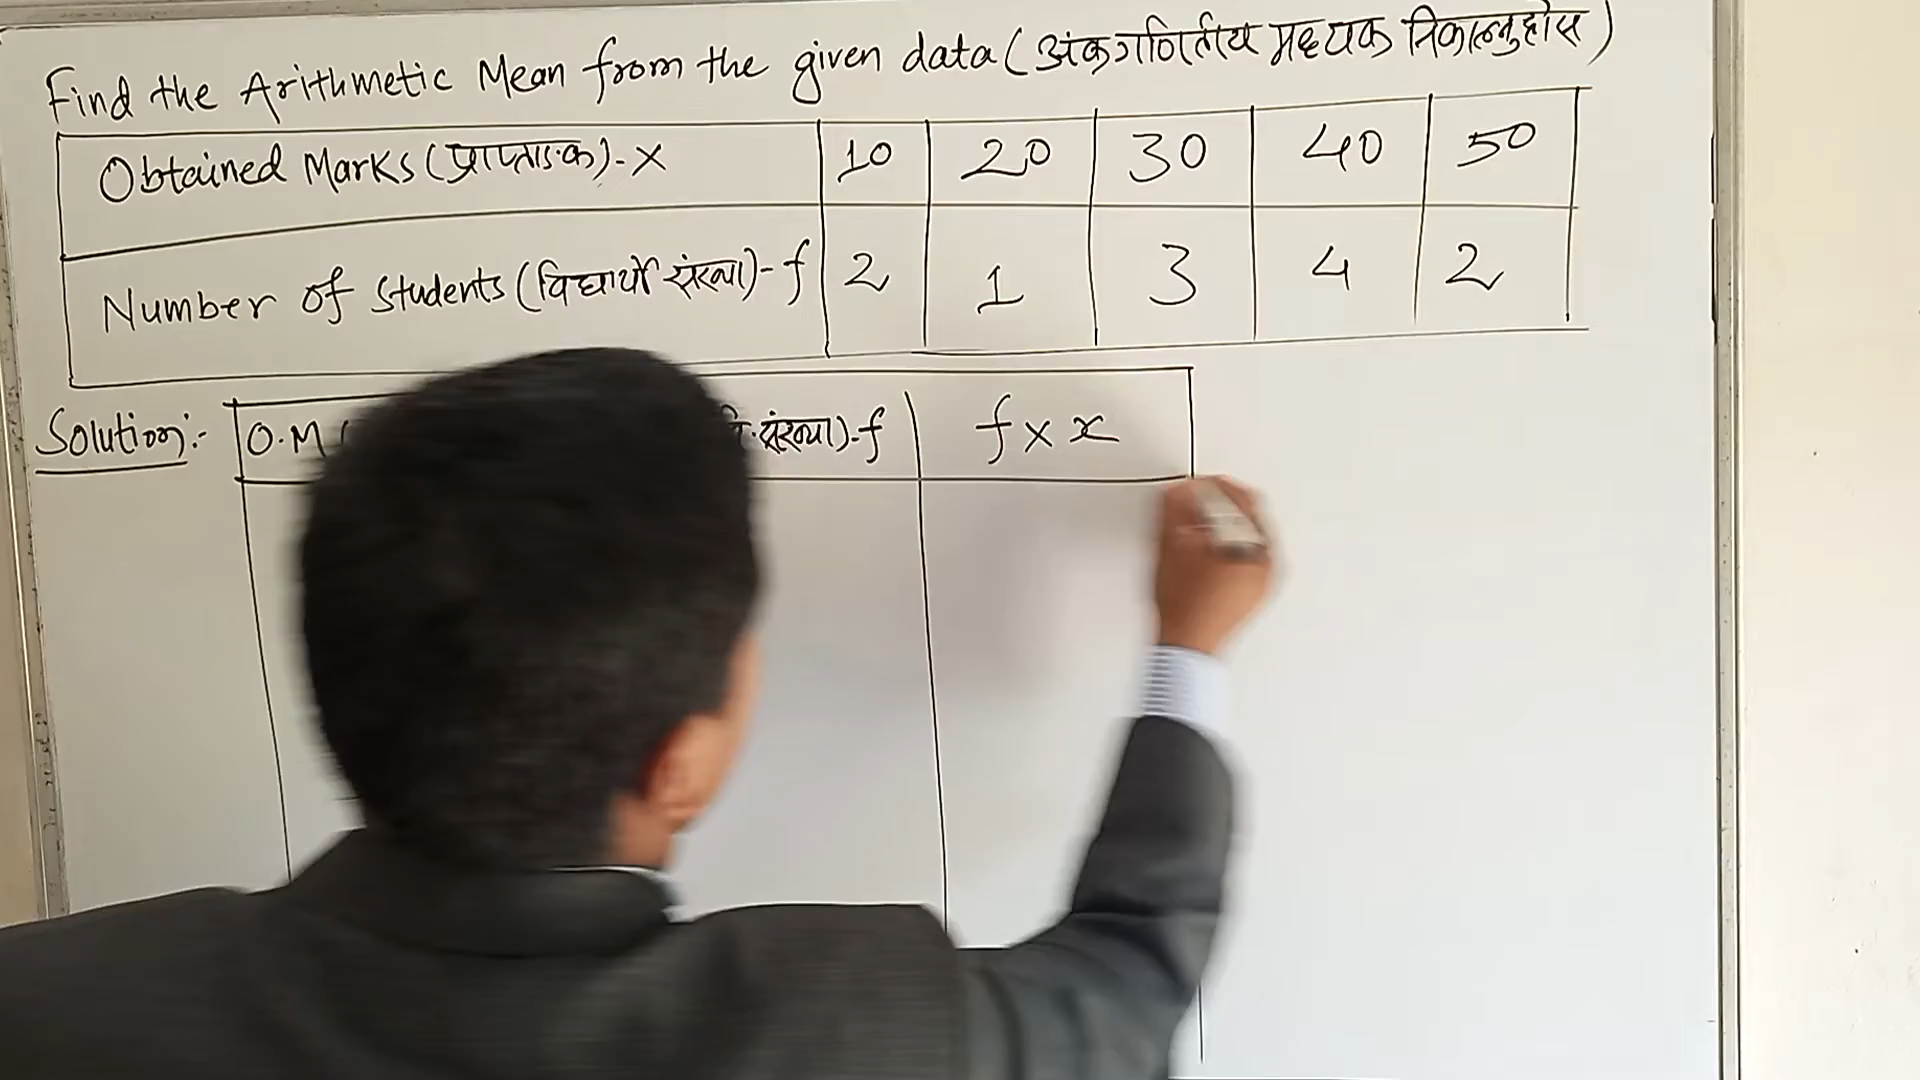 Find the Arithmetic Mean from the given data (अंकगणितीय मध्यक निकाल्नुहोस)
Obtained Marks (प्राप्ताङ्क) - X 10 20 30 40 50
Number of Students (विद्यार्थी संख्या) - f 2 1 3 4 2
Solution:- O.M ( संख्या)-f f × x